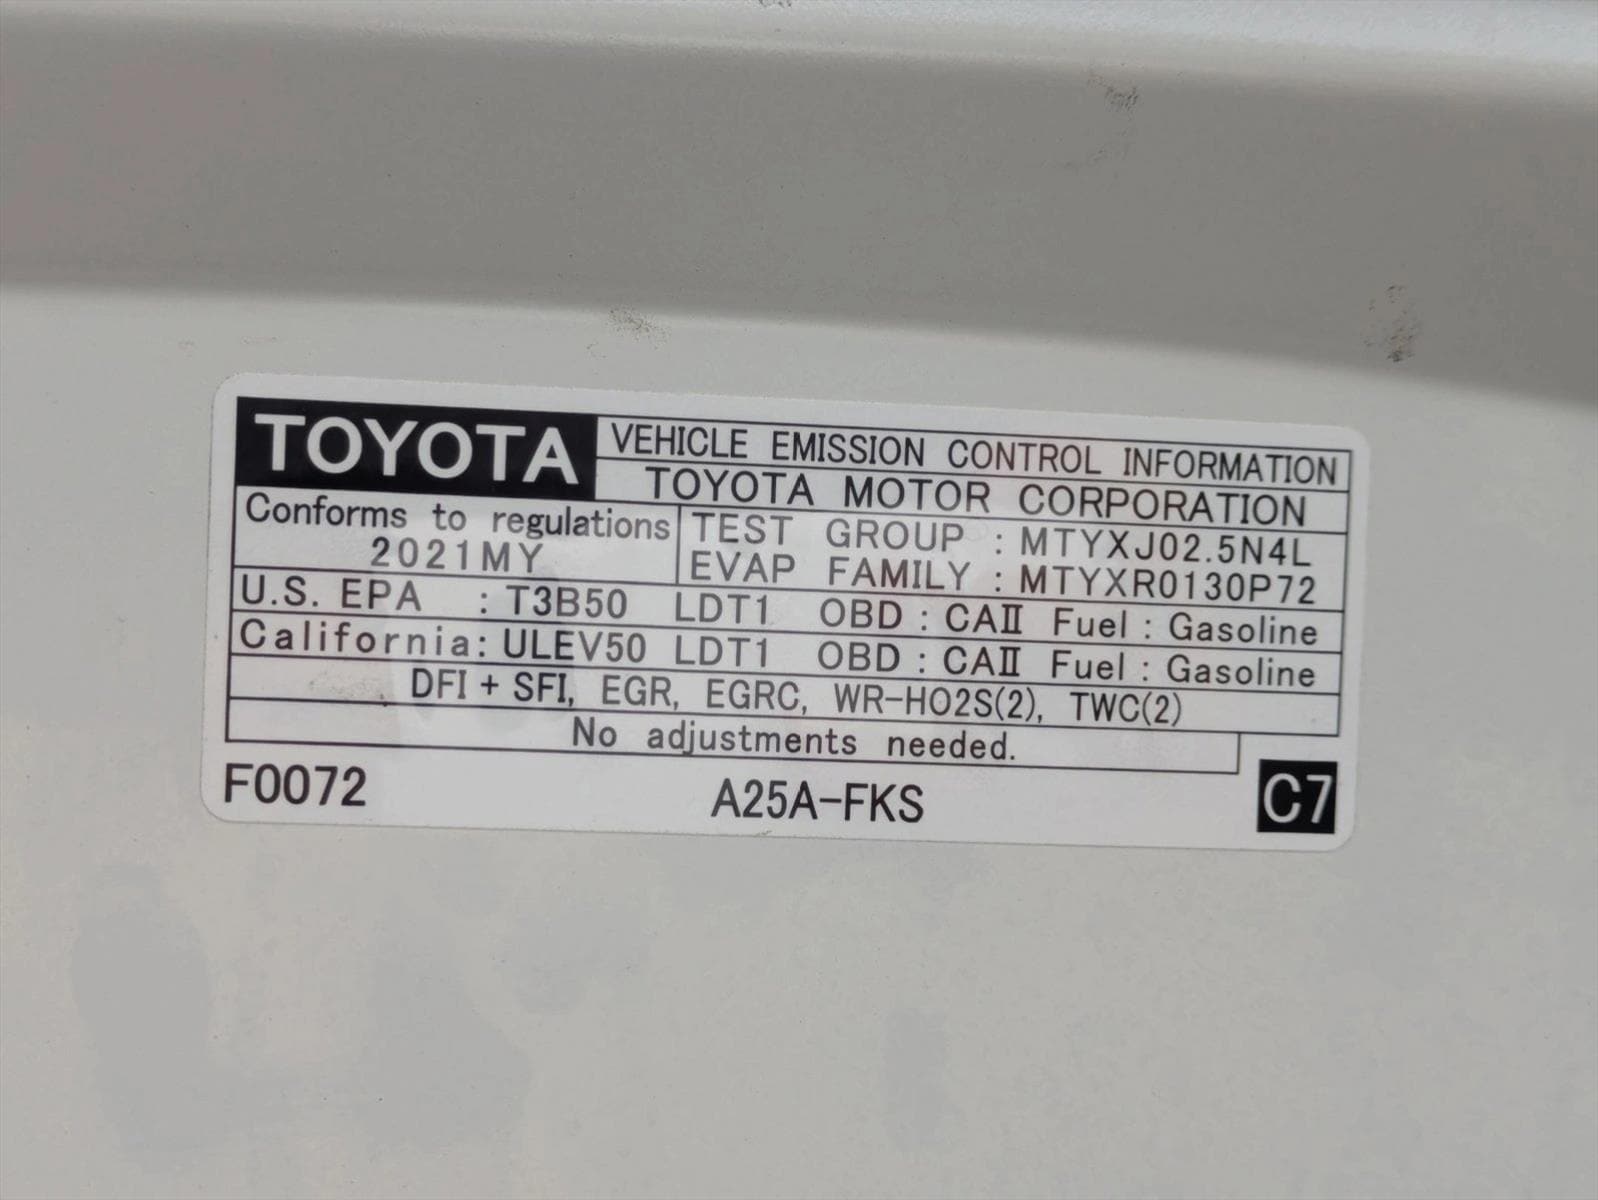 TOYOTA VEHICLE EMISSION CONTROL INFORMATION
TOYOTA MOTOR CORPORATION
Conforms to regulations
2021MY
TEST GROUP : MTYXJ02.5N4L
EVAP FAMILY : MTYXR0130P72
U.S. EPA : T3B50 LDT1 OBD : CAⅡ Fuel : Gasoline
California: ULEV50 LDT1 OBD : CAⅡ Fuel : Gasoline
DFI + SFI, EGR, EGRC, WR-HO2S(2), TWC(2)
No adjustments needed.
F0072 A25A-FKS C7